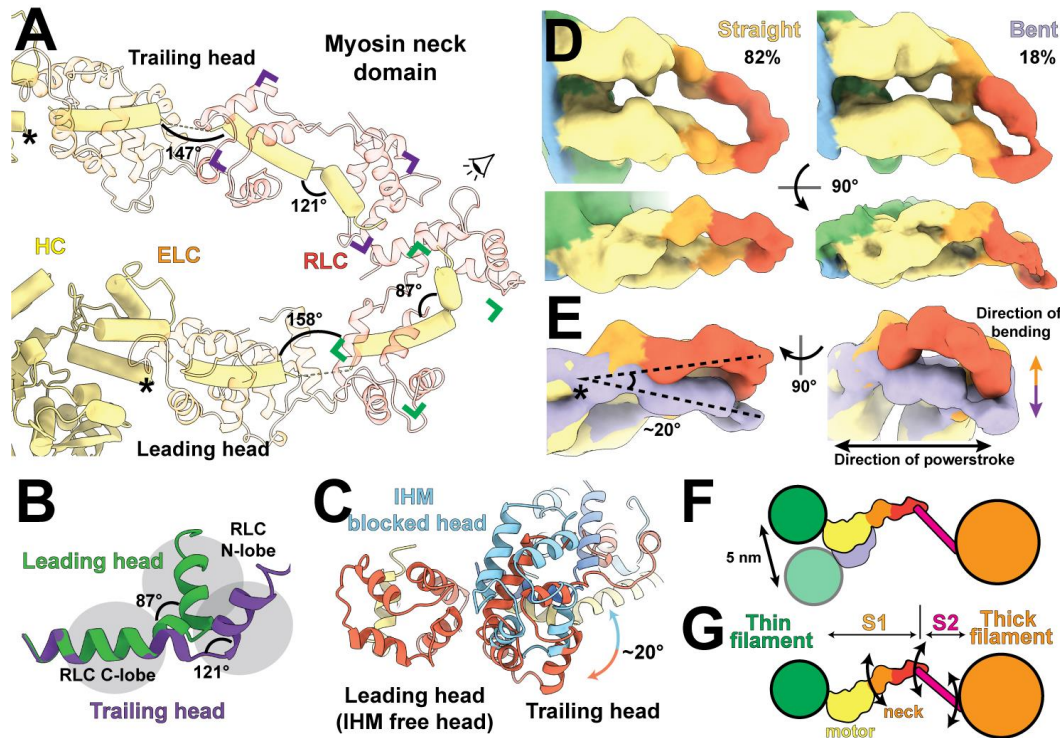 A
Trailing head
Myosin neck
domain
*
147°
121°
HC
ELC
RLC
87°
158°
*
Leading head
B
RLC
N-lobe
Leading head
87°
RLC C-lobe
121°
Trailing head
C
IHM
blocked head
~20°
Leading head
(IHM free head)
Trailing head
D
Straight
82%
Bent
18%
90°
E
*
~20°
90°
Direction of
bending
Direction of powerstroke
F
5 nm
G
Thin
filament
S1
S2
Thick
filament
neck
motor